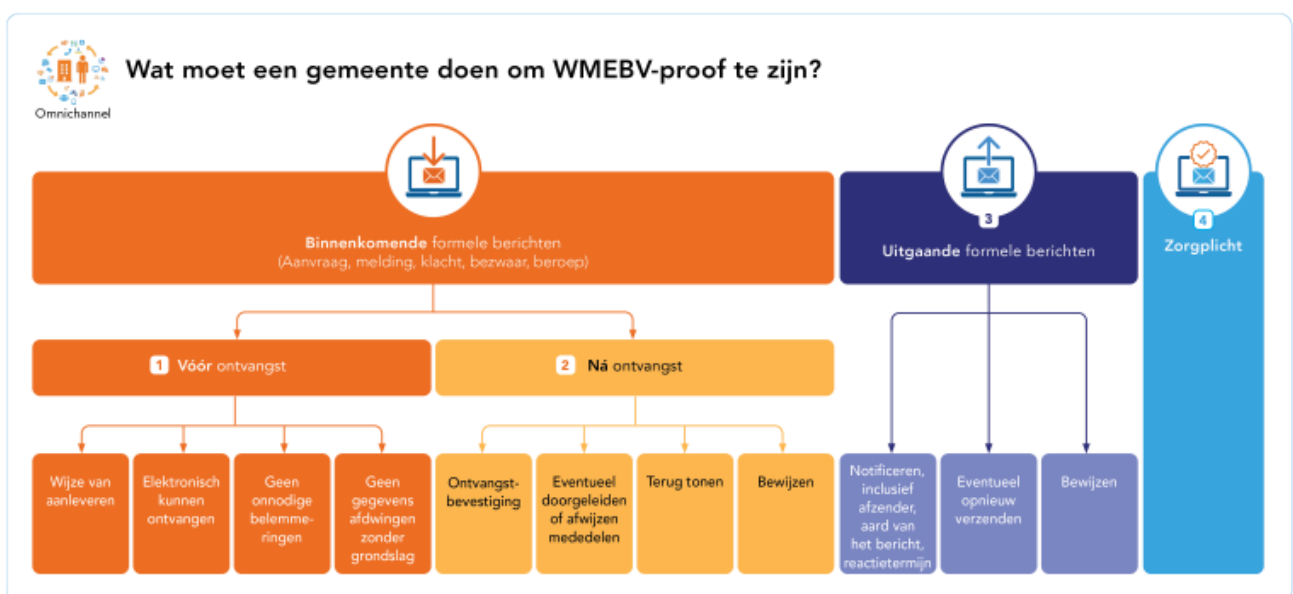 Wat moet een gemeente doen om WMEBV-proof te zijn?
Omnichannel
Binnenkomende formele berichten
(Aanvraag, melding, klacht, bezwaar, beroep)
3
Uitgaande formele berichten
4
Zorgplicht
1 Vóór ontvangst
2 Ná ontvangst
Wijze van
aanleveren
Elektronisch
kunnen
ontvangen
Geen
onnodige
belemme-
ringen
Geen
gegevens
afdwingen
zonder
grondslag
Ontvangst-
bevestiging
Eventueel
doorgeleiden
of afwijzen
mededelen
Terug tonen
Bewijzen
Notificeren,
inclusief
afzender,
aard van
het bericht,
reactietermijn
Eventueel
opnieuw
verzenden
Bewijzen